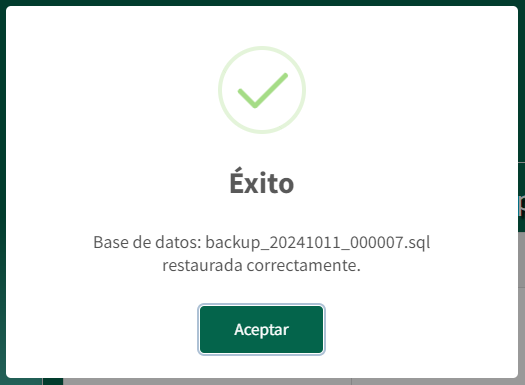 Éxito
Base de datos: backup_20241011_000007.sql
restaurada correctamente.
Aceptar